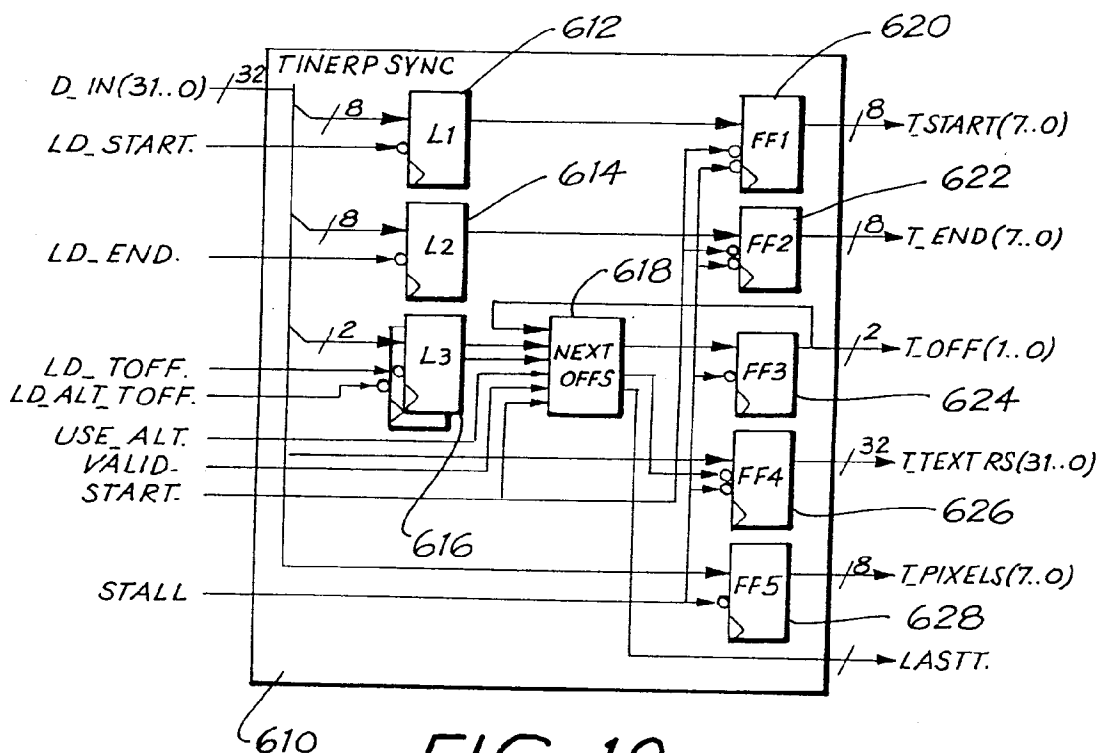 612
620
TINERP SYNC
D_IN(31..0)
32
8
L1
FF1
8
T_START(7..0)
LD_START.
614
622
8
L2
FF2
8
T_END(7..0)
LD_END.
618
2
L3
NEXT OFFS
FF3
2
T_OFF(1..0)
LD_TOFF.
LD_ALT_TOFF.
624
USE_ALT.
VALID_
START.
FF4
32
T_TEXTRS(31..0)
626
616
STALL
FF5
8
T_PIXELS(7..0)
628
LASTT.
610